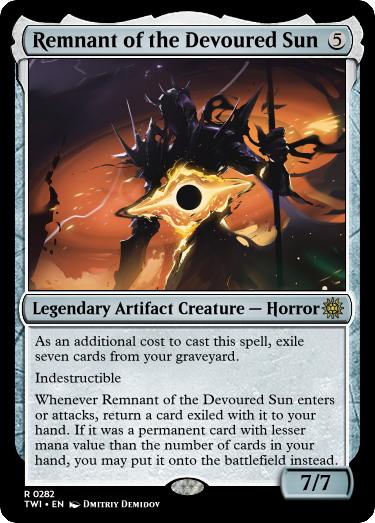 Remnant of the Devoured Sun 5
Legendary Artifact Creature — Horror
As an additional cost to cast this spell, exile
seven cards from your graveyard.
Indestructible
Whenever Remnant of the Devoured Sun enters
or attacks, return a card exiled with it to your
hand. If it was a permanent card with lesser
mana value than the number of cards in your
hand, you may put it onto the battlefield instead.
7/7
R 0282
TWI • EN Dmitriy Demidov